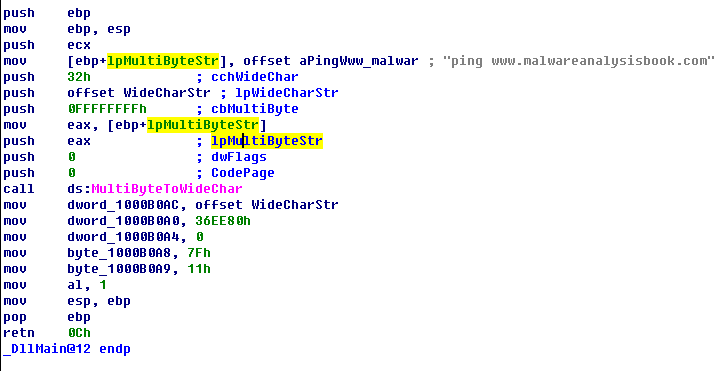 push    ebp
mov     ebp, esp
push    ecx
mov     [ebp+lpMultiByteStr], offset aPingWww_malwar ; "ping www.malwareanalysisbook.com"
push    32h             ; cchWideChar
push    offset WideCharStr ; lpWideCharStr
push    0FFFFFFFFh      ; cbMultiByte
mov     eax, [ebp+lpMultiByteStr]
push    eax             ; lpMultiByteStr
push    0               ; dwFlags
push    0               ; CodePage
call    ds:MultiByteToWideChar
mov     dword_1000B0AC, offset WideCharStr
mov     dword_1000B0A0, 36EE80h
mov     dword_1000B0A4, 0
mov     byte_1000B0A8, 7Fh
mov     byte_1000B0A9, 11h
mov     al, 1
mov     esp, ebp
pop     ebp
retn    0Ch
_DllMain@12 endp